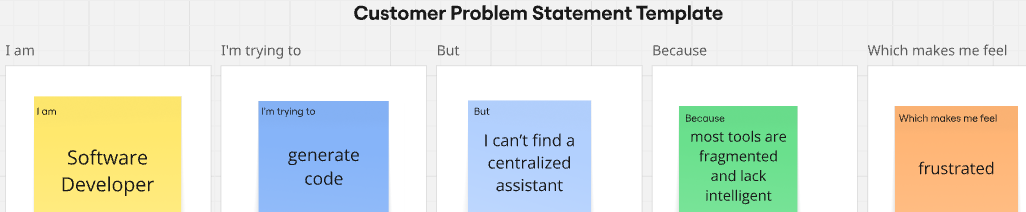 Customer Problem Statement Template
I am
I'm trying to
But
Because
Which makes me feel
I am
Software
Developer
I'm trying to
generate
code
But
I can't find a
centralized
assistant
Because
most tools are
fragmented
and lack
intelligent
Which makes me feel
frustrated